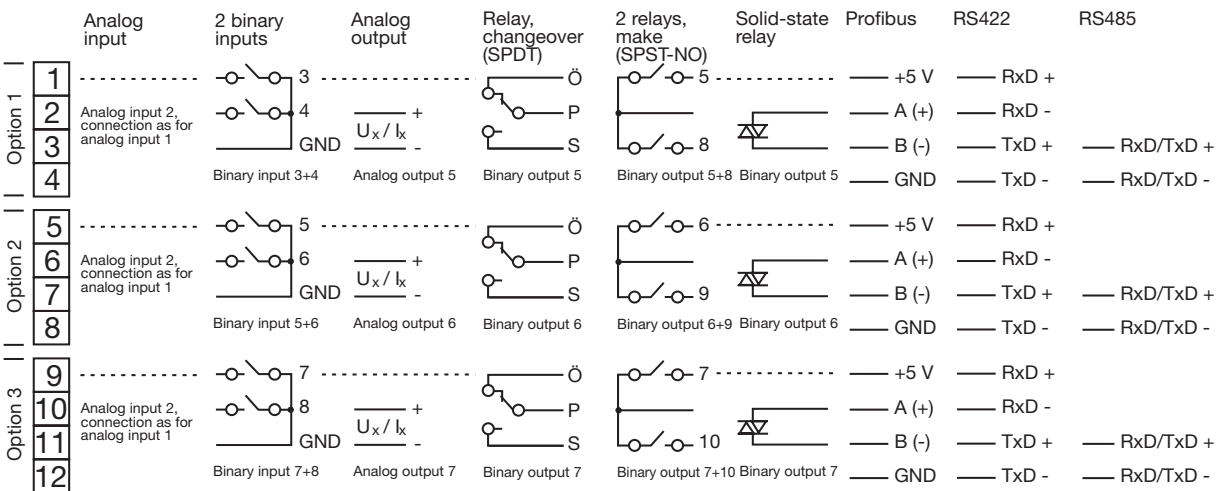 Analog input
2 binary inputs
Analog output
Relay, changeover (SPDT)
2 relays, make (SPST-NO)
Solid-state relay
Profibus
RS422
RS485
Option 1
1 3 Ö 5 +5 V RxD +
2 Analog input 2, connection as for analog input 1 4 + P A (+) RxD -
Ux / Ix
3 GND - S 8 B (-) TxD + RxD/TxD +
4 Binary input 3+4 Analog output 5 Binary output 5 Binary output 5+8 Binary output 5 GND TxD - RxD/TxD -
Option 2
5 5 Ö 6 +5 V RxD +
6 Analog input 2, connection as for analog input 1 6 + P A (+) RxD -
Ux / Ix
7 GND - S 9 B (-) TxD + RxD/TxD +
8 Binary input 5+6 Analog output 6 Binary output 6 Binary output 6+9 Binary output 6 GND TxD - RxD/TxD -
Option 3
9 7 Ö 7 +5 V RxD +
10 Analog input 2, connection as for analog input 1 8 + P A (+) RxD -
Ux / Ix
11 GND - S 10 B (-) TxD + RxD/TxD +
12 Binary input 7+8 Analog output 7 Binary output 7 Binary output 7+10 Binary output 7 GND TxD - RxD/TxD -